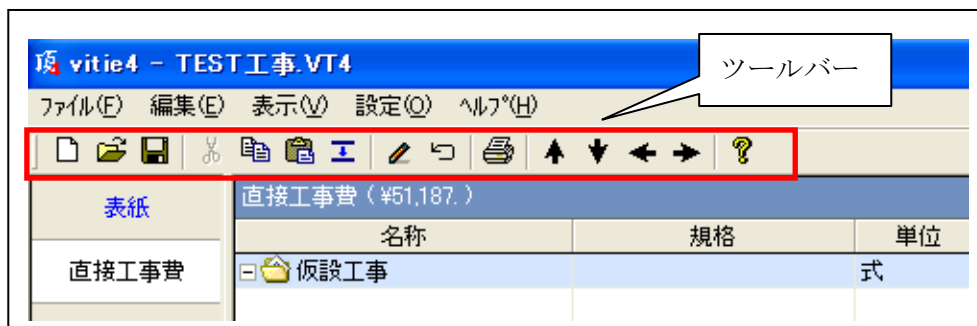 頂 vitie4 - TEST工事.VT4
ツールバー
ファイル(F) 編集(E) 表示(V) 設定(O) ヘルプ(H)
表紙
直接工事費 (¥51,187. )
名称 規格 単位
直接工事費
仮設工事 式